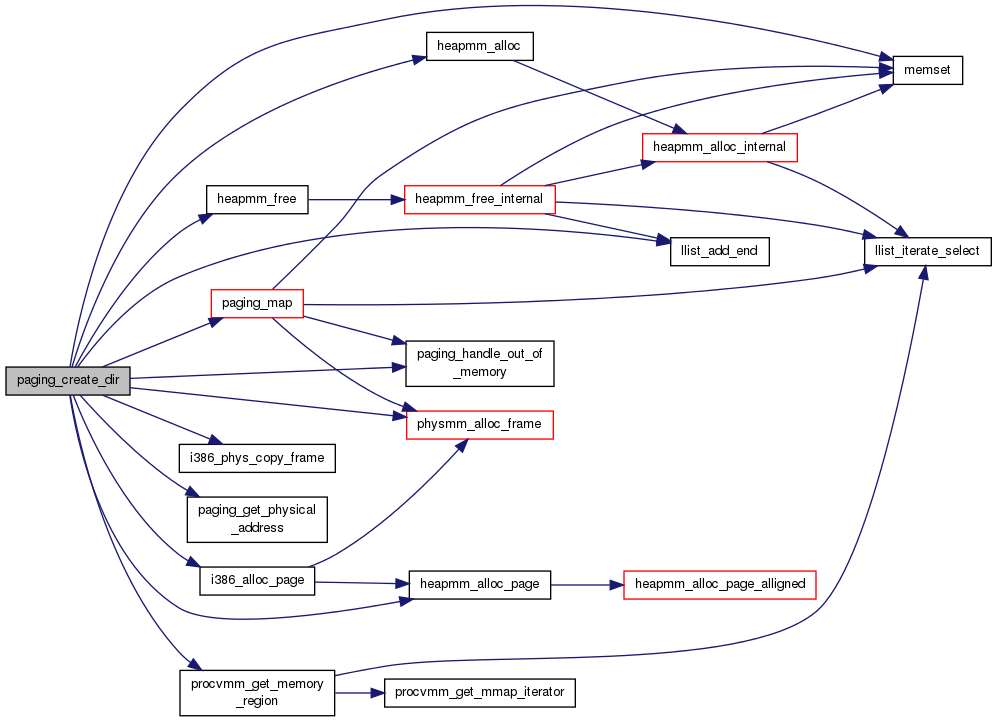 heapmm_alloc
memset
heapmm_alloc_internal
heapmm_free
heapmm_free_internal
llist_add_end
llist_iterate_select
paging_map
paging_handle_out_of
_memory
paging_create_dir
physmm_alloc_frame
i386_phys_copy_frame
paging_get_physical
_address
i386_alloc_page
heapmm_alloc_page
heapmm_alloc_page_alligned
procvmm_get_memory
_region
procvmm_get_mmap_iterator